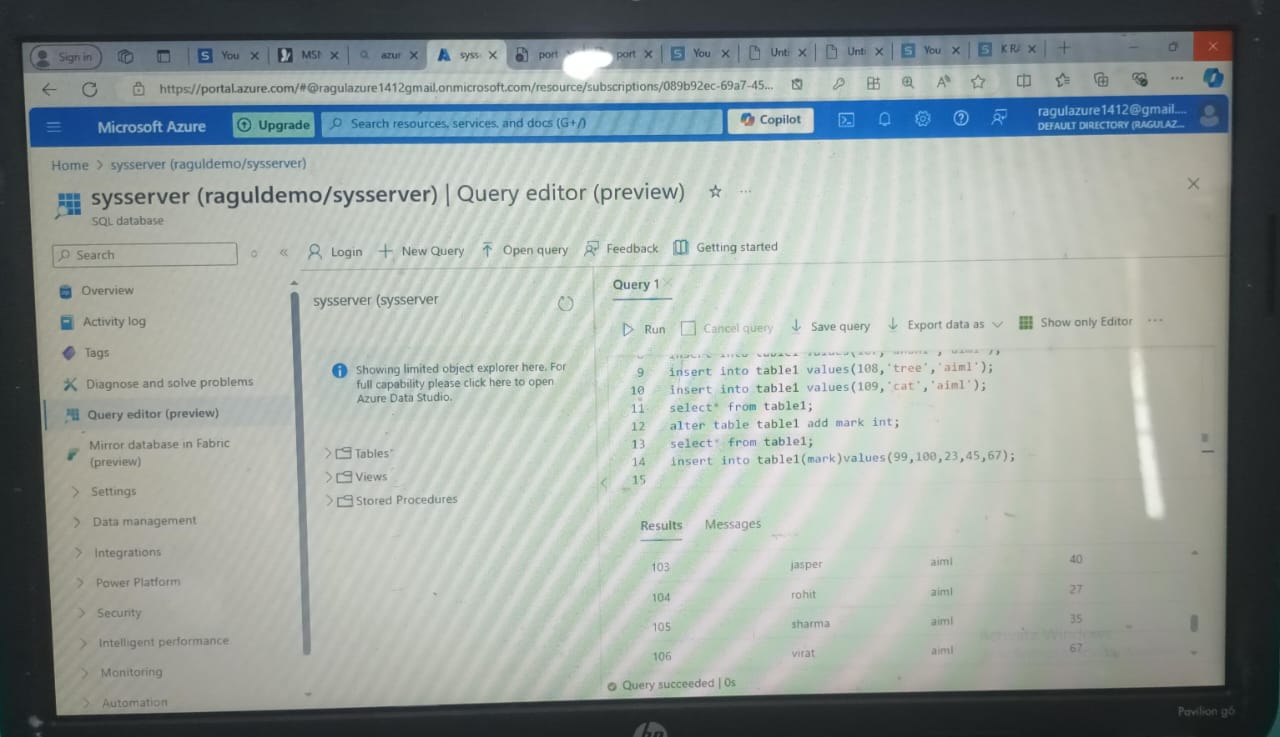 Sign in
You
MSI
azur
syss
port
port
You
Unti
Unti
You
K R
https://portal.azure.com/#@ragulazure1412gmail.onmicrosoft.com/resource/subscriptions/089b92ec-69a7-45...
Microsoft Azure
Upgrade
Search resources, services, and docs (G+/)
Copilot
ragulazure1412@gmail....
DEFAULT DIRECTORY (RAGULAZ...
Home > sysserver (raguldemo/sysserver)
sysserver (raguldemo/sysserver) | Query editor (preview) ☆ ...
SQL database
Search
Login
New Query
Open query
Feedback
Getting started
Overview
Activity log
Tags
Diagnose and solve problems
Query editor (preview)
Mirror database in Fabric
(preview)
Settings
Data management
Integrations
Power Platform
Security
Intelligent performance
Monitoring
Automation
sysserver (sysserver
Showing limited object explorer here. For
full capability please click here to open
Azure Data Studio.
Tables
Views
Stored Procedures
Query 1
Run
Cancel query
Save query
Export data as
Show only Editor
9 insert into table1 values(108,'tree','aiml');
10 insert into table1 values(109,'cat','aiml');
11 select* from table1;
12 alter table table1 add mark int;
13 select* from table1;
14 insert into table1(mark)values(99,100,23,45,67);
15
Results Messages
103 jasper aiml 40
104 rohit aiml 27
105 sharma aiml 35
106 virat aiml 67
Activate Windows
Query succeeded | 0s
Pavilion g6
hp